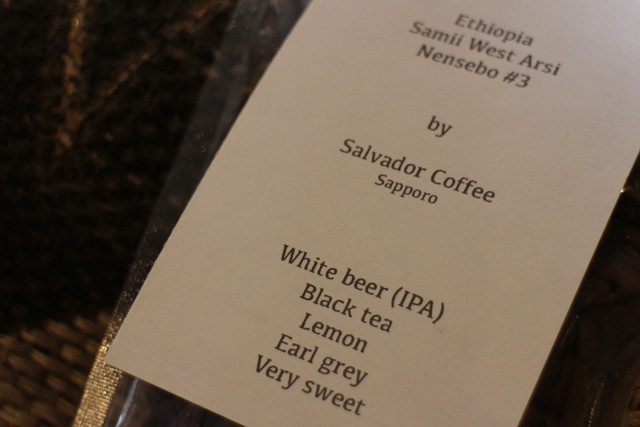 Ethiopia
Samii West Arsi
Nensebo #3
by
Salvador Coffee
Sapporo
White beer (IPA)
Black tea
Lemon
Earl grey
Very sweet